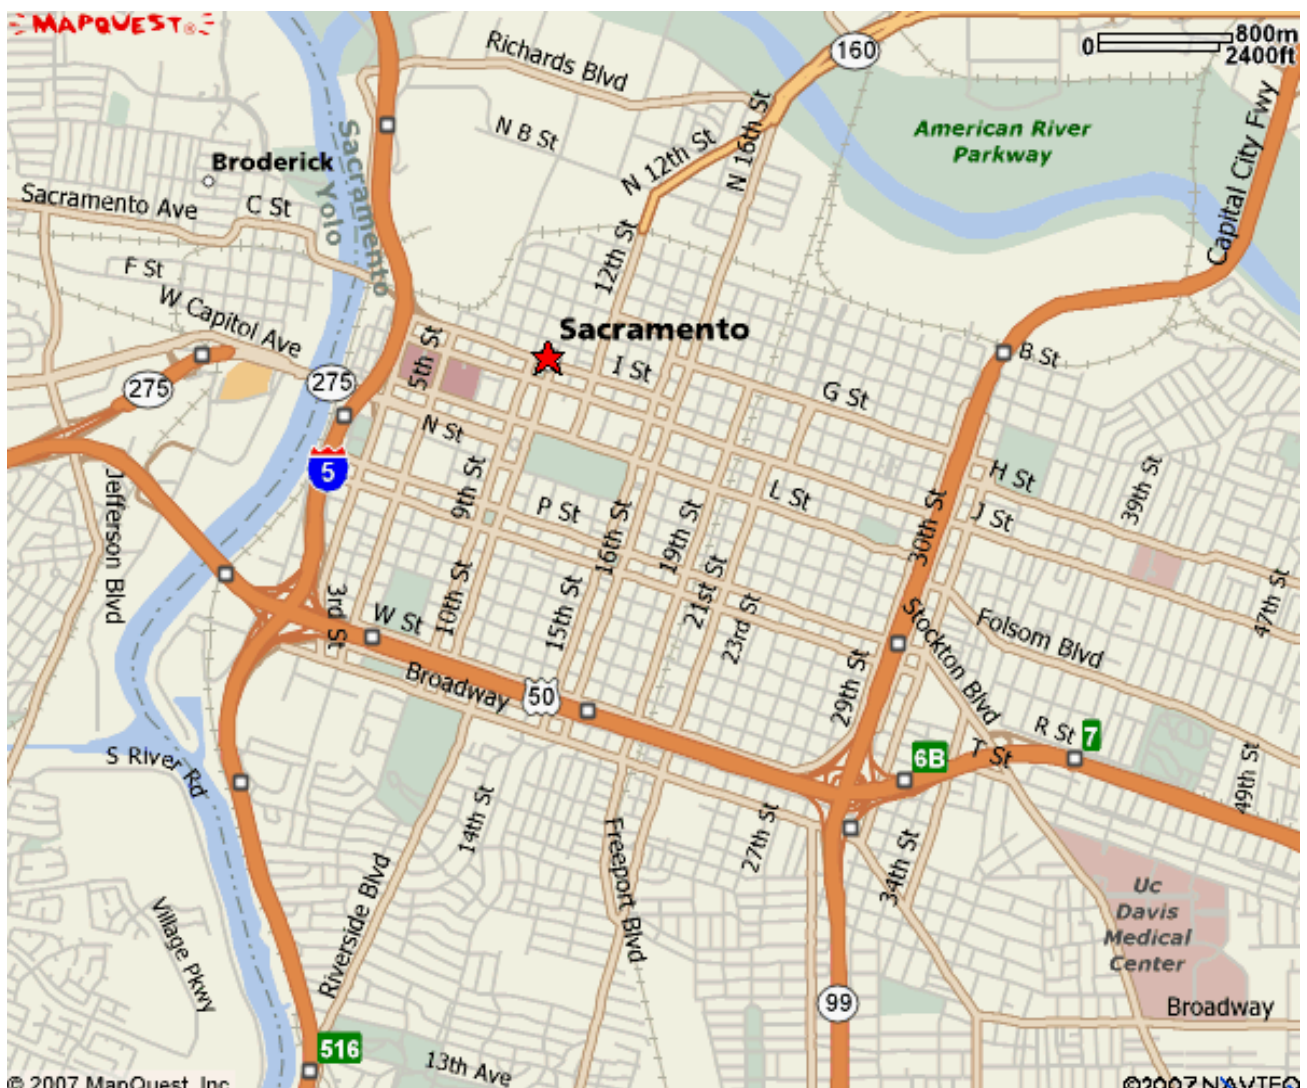 MAPQUEST®
Richards Blvd
160
0 800m
2400ft
N B St
N 12th St
N 16th St
American River
Parkway
Capital City Fwy
Broderick
Sacramento
Yolo
Sacramento Ave
C St
F St
W Capitol Ave
12th St
Sacramento
5th St
I St
G St
B St
275
275
N St
5
9th St
P St
L St
16th St
19th St
30th St
H St
J St
39th St
47th St
Jefferson Blvd
3rd St
W St
10th St
15th St
21st St
23rd St
Stockton Blvd
Folsom Blvd
Broadway
50
29th St
R St
7
T St
6B
49th St
S River Rd
14th St
Freeport Blvd
27th St
34th St
Riverside Blvd
Village Pkwy
Uc
Davis
Medical
Center
Broadway
99
516
13th Ave
© 2007 MapQuest, Inc
©2007 NAVTEQ